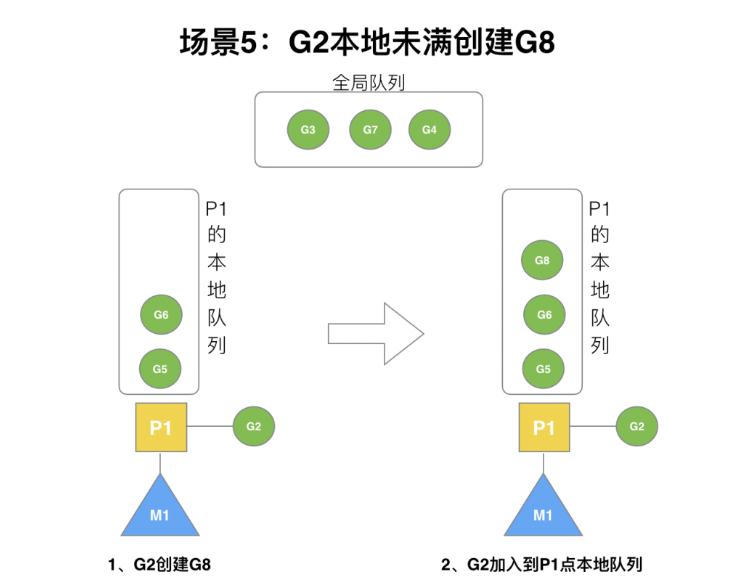 场景5：G2本地未满创建G8
全局队列
G3 G7 G4
P1的本地队列
G6
G5
P1
G2
M1
1、G2创建G8
P1的本地队列
G8
G6
G5
P1
G2
M1
2、G2加入到P1点本地队列